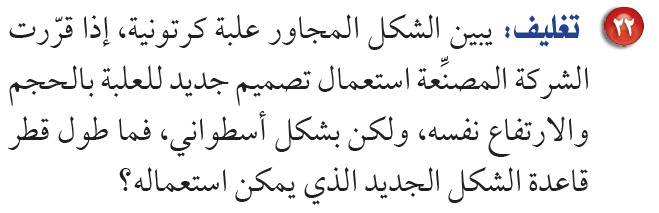 ٢٢ تغليف: يبين الشكل المجاور علبة كرتونية، إذا قرّرت
الشركة المصنِّعة استعمال تصميم جديد للعلبة بالحجم
والارتفاع نفسه، ولكن بشكل أسطواني، فما طول قطر
قاعدة الشكل الجديد الذي يمكن استعماله؟